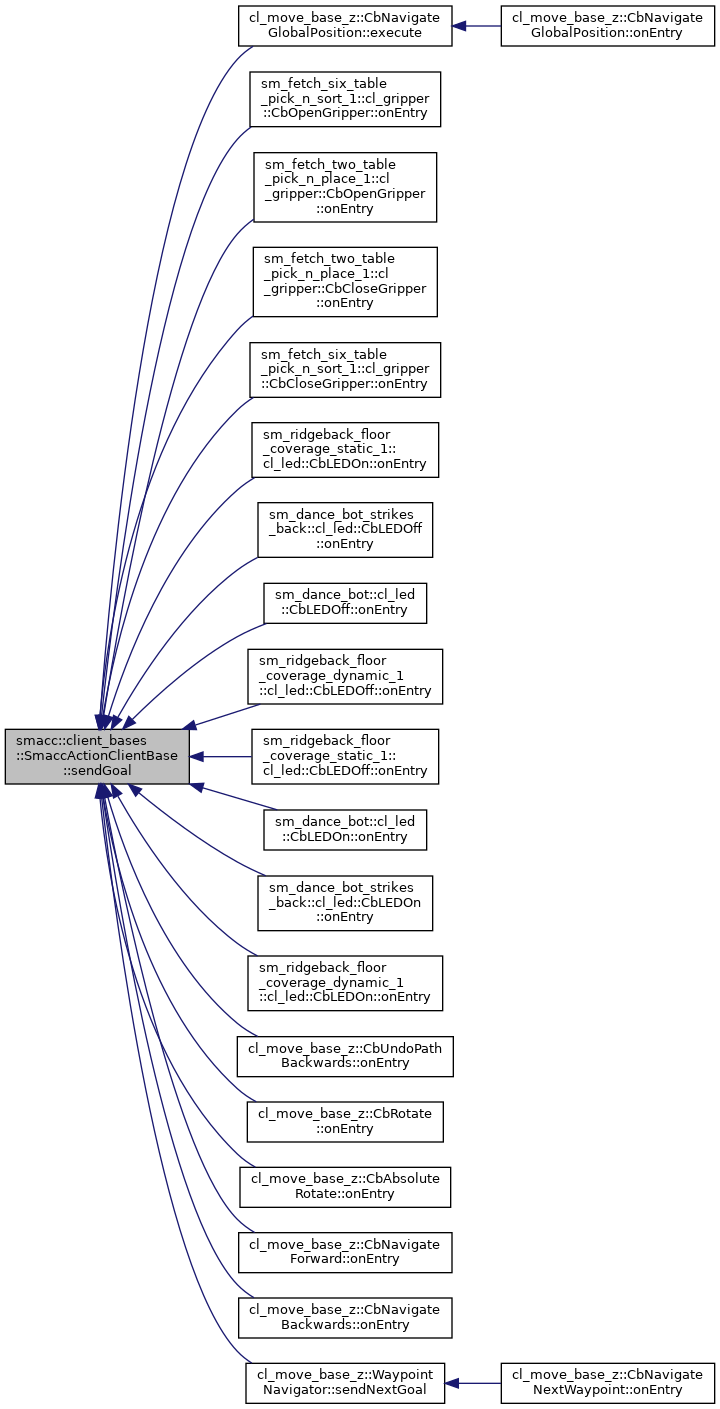 cl_move_base_z::CbNavigate
GlobalPosition::execute
cl_move_base_z::CbNavigate
GlobalPosition::onEntry
sm_fetch_six_table
_pick_n_sort_1::cl_gripper
::CbOpenGripper::onEntry
sm_fetch_two_table
_pick_n_place_1::cl
_gripper::CbOpenGripper
::onEntry
sm_fetch_two_table
_pick_n_place_1::cl
_gripper::CbCloseGripper
::onEntry
sm_fetch_six_table
_pick_n_sort_1::cl_gripper
::CbCloseGripper::onEntry
sm_ridgeback_floor
_coverage_static_1::
cl_led::CbLEDOn::onEntry
sm_dance_bot_strikes
_back::cl_led::CbLEDOff
::onEntry
sm_dance_bot::cl_led
::CbLEDOff::onEntry
sm_ridgeback_floor
_coverage_dynamic_1
::cl_led::CbLEDOff::onEntry
smacc::client_bases
::SmaccActionClientBase
::sendGoal
sm_ridgeback_floor
_coverage_static_1::
cl_led::CbLEDOff::onEntry
sm_dance_bot::cl_led
::CbLEDOn::onEntry
sm_dance_bot_strikes
_back::cl_led::CbLEDOn
::onEntry
sm_ridgeback_floor
_coverage_dynamic_1
::cl_led::CbLEDOn::onEntry
cl_move_base_z::CbUndoPath
Backwards::onEntry
cl_move_base_z::CbRotate
::onEntry
cl_move_base_z::CbAbsolute
Rotate::onEntry
cl_move_base_z::CbNavigate
Forward::onEntry
cl_move_base_z::CbNavigate
Backwards::onEntry
cl_move_base_z::Waypoint
Navigator::sendNextGoal
cl_move_base_z::CbNavigate
NextWaypoint::onEntry